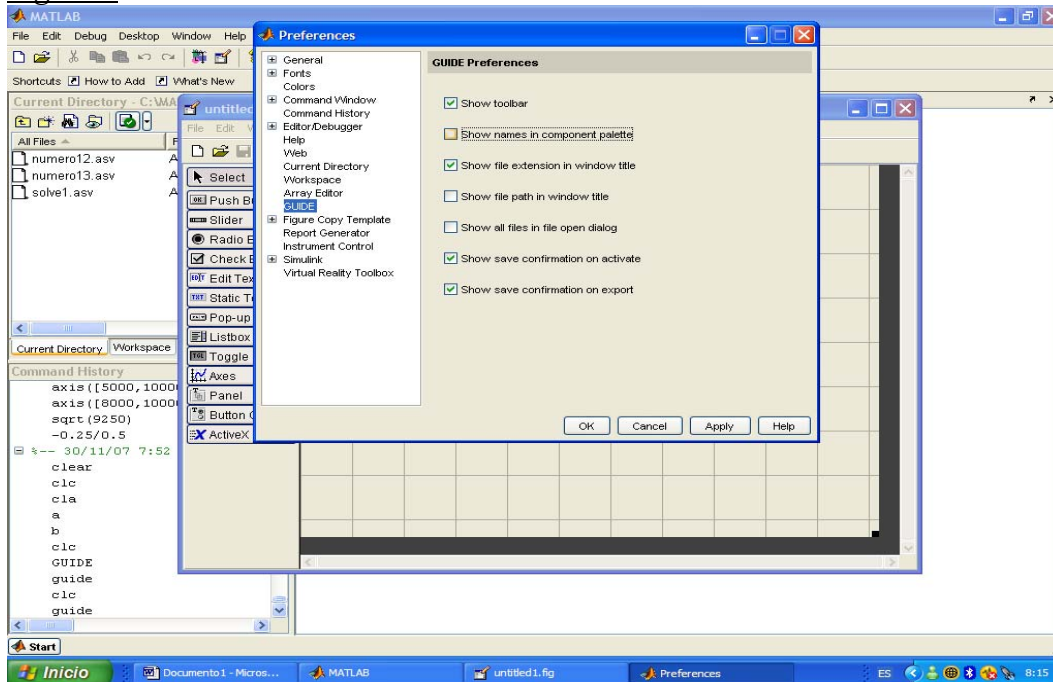 MATLAB
File Edit Debug Desktop Window Help
Shortcuts How to Add What's New
Current Directory - C:\MA
All Files
numero12.asv A
numero13.asv A
solve1.asv A
Current Directory Workspace
Command History
axis([5000,1000
axis([8000,1000
sqrt(9250)
-0.25/0.5
%-- 30/11/07 7:52
clear
clc
cla
a
b
clc
GUIDE
guide
clc
guide
untitled
File Edit V
Select
Push B
Slider
Radio B
Check B
Edit Tex
Static T
Pop-up
Listbox
Toggle
Axes
Panel
Button G
ActiveX
Preferences
General
Fonts
Colors
Command Window
Command History
Editor/Debugger
Help
Web
Current Directory
Workspace
Array Editor
GUIDE
Figure Copy Template
Report Generator
Instrument Control
Simulink
Virtual Reality Toolbox
GUIDE Preferences
Show toolbar
Show names in component palette
Show file extension in window title
Show file path in window title
Show all files in file open dialog
Show save confirmation on activate
Show save confirmation on export
OK Cancel Apply Help
Start
Inicio Documento1 - Micros... MATLAB untitled1.fig Preferences ES 8:15